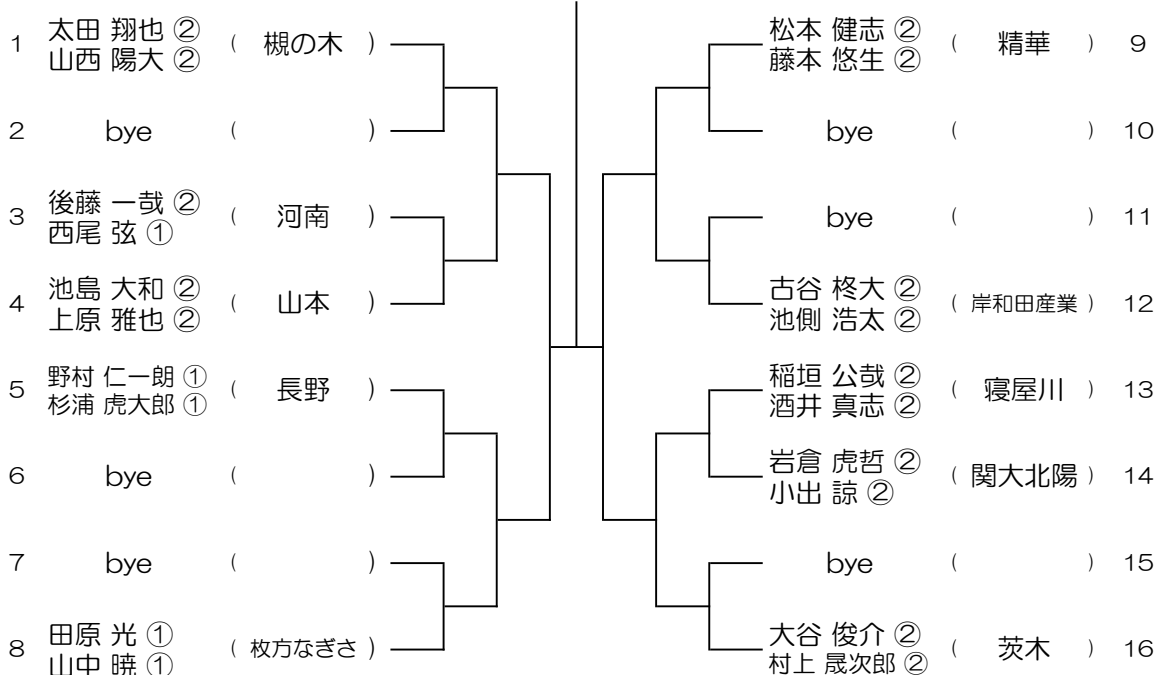 1 太田 翔也 ② ( 槻の木 )
山西 陽大 ②
2 bye ( )
3 後藤 一哉 ② ( 河南 )
西尾 弦 ①
4 池島 大和 ② ( 山本 )
上原 雅也 ②
5 野村 仁一朗 ① ( 長野 )
杉浦 虎大郎 ①
6 bye ( )
7 bye ( )
8 田原 光 ① ( 枚方なぎさ )
山中 暁 ①
松本 健志 ② ( 精華 ) 9
藤本 悠生 ②
bye ( ) 10
bye ( ) 11
古谷 柊大 ② ( 岸和田産業 ) 12
池側 浩太 ②
稲垣 公哉 ② ( 寝屋川 ) 13
酒井 真志 ②
岩倉 虎哲 ② ( 関大北陽 ) 14
小出 諒 ②
bye ( ) 15
大谷 俊介 ② ( 茨木 ) 16
村上 晟次郎 ②